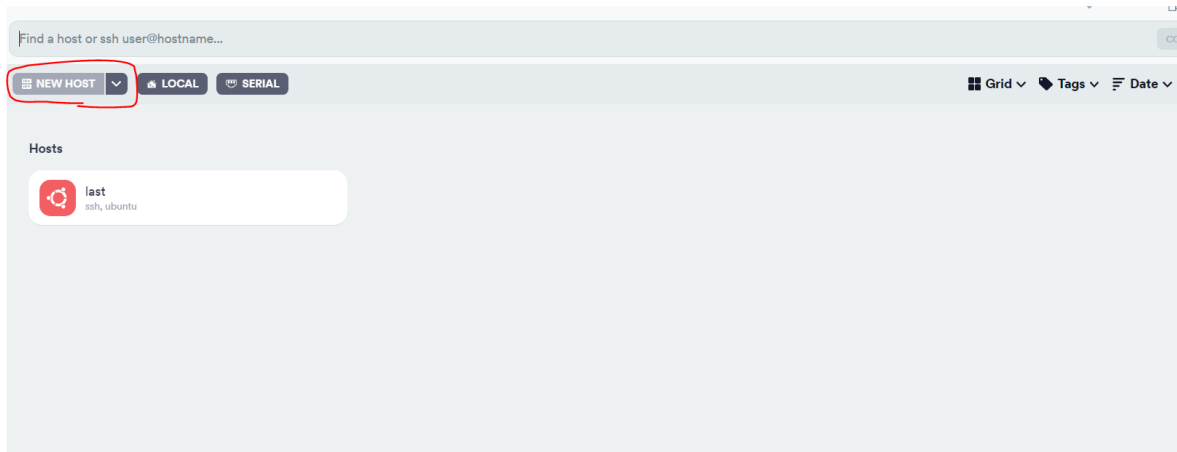 Find a host or ssh user@hostname...
NEW HOST LOCAL SERIAL Grid Tags Date
Hosts
last
ssh, ubuntu